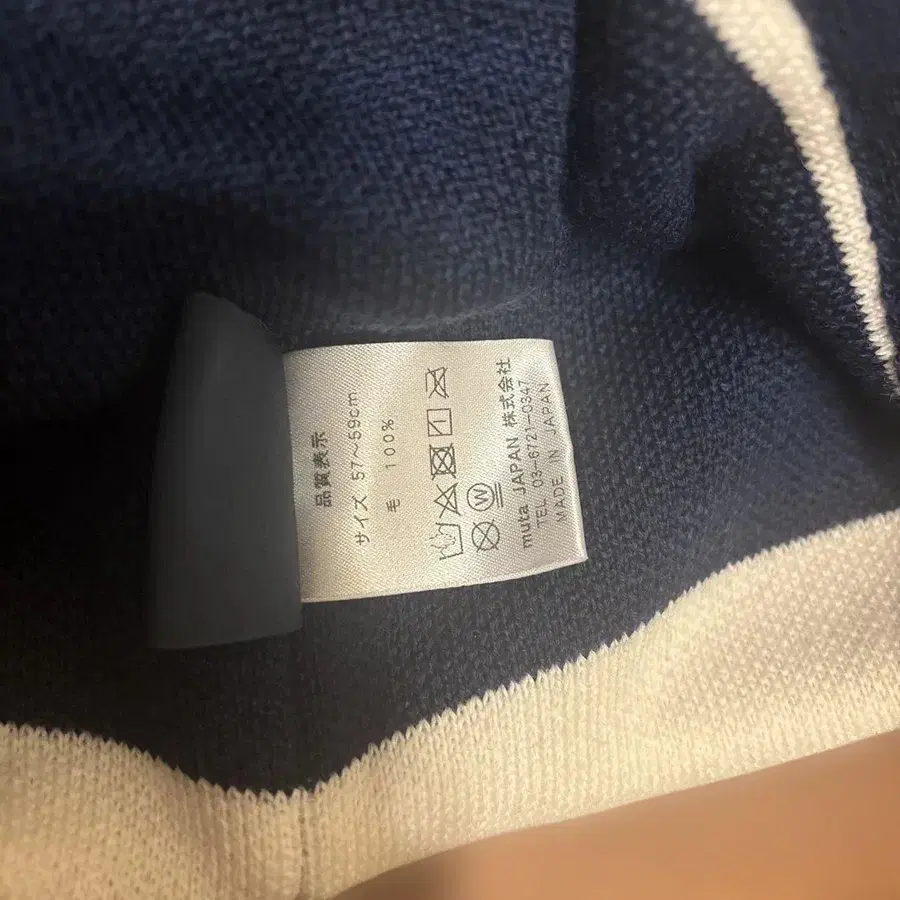 品質表示
サイズ 57〜59cm
毛 100%
W
muta JAPAN 株式会社
TEL 03-6721-0347
MADE IN JAPAN